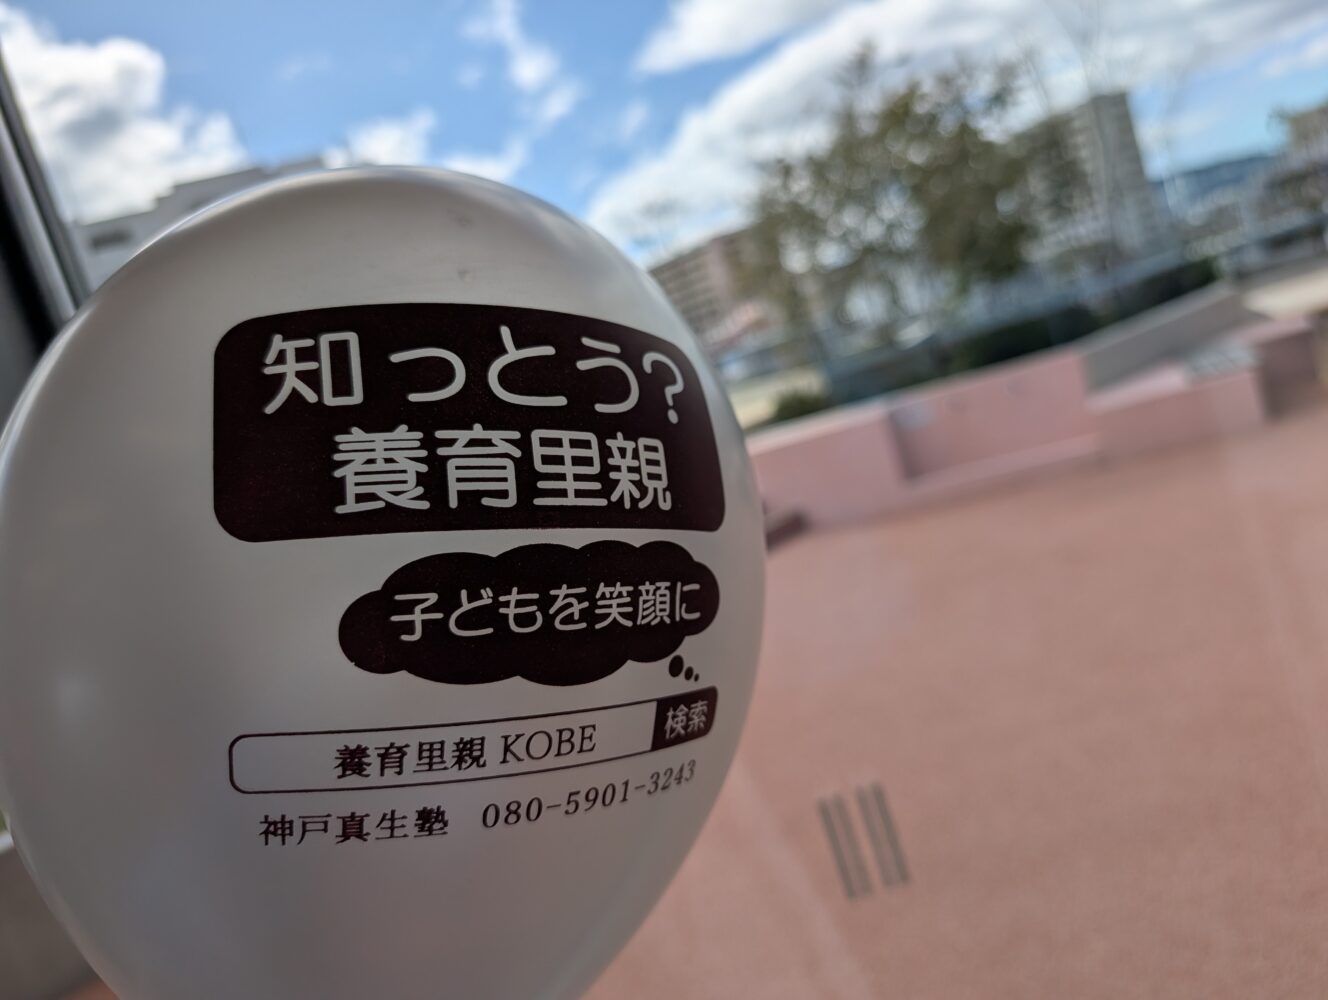 知っとう?
養育里親
子どもを笑顔に
養育里親 KOBE 検索
神戸真生塾 080-5901-3243